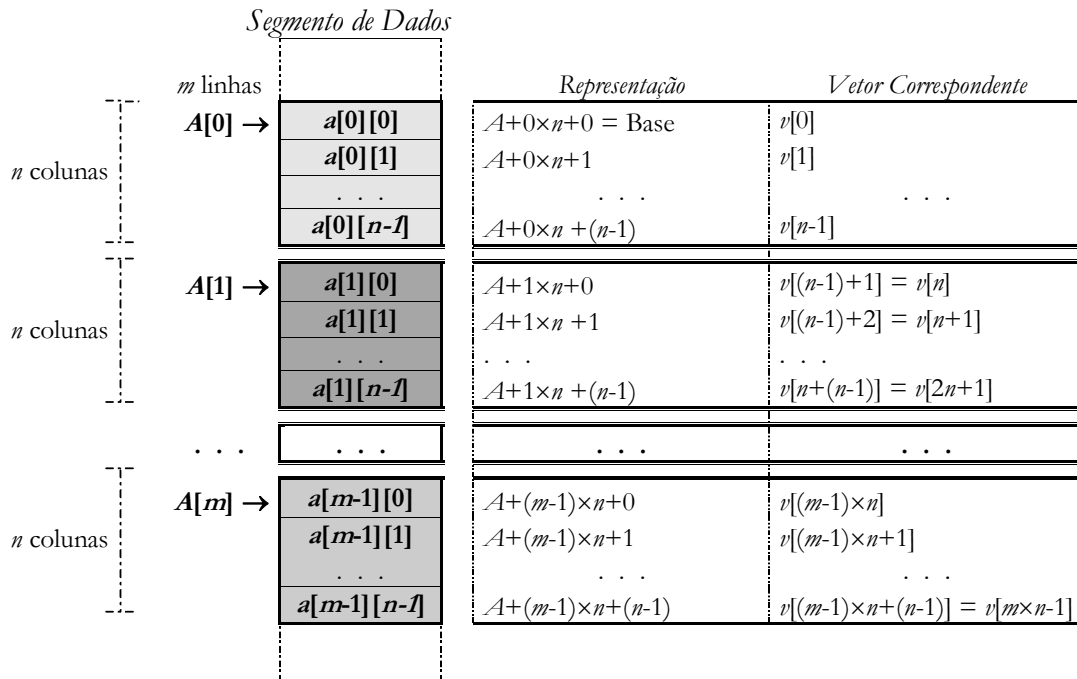 Segmento de Dados
m linhas Representação Vetor Correspondente
A[0] → a[0][0] A+0×n+0 = Base v[0]
n colunas a[0][1] A+0×n+1 v[1]
. . . . . . . . .
a[0][n-1] A+0×n +(n-1) v[n-1]
A[1] → a[1][0] A+1×n+0 v[(n-1)+1] = v[n]
n colunas a[1][1] A+1×n +1 v[(n-1)+2] = v[n+1]
. . . . . . . . .
a[1][n-1] A+1×n +(n-1) v[n+(n-1)] = v[2n+1]
. . . . . . . . . . . .
A[m] → a[m-1][0] A+(m-1)×n+0 v[(m-1)×n]
n colunas a[m-1][1] A+(m-1)×n+1 v[(m-1)×n+1]
. . . . . . . . .
a[m-1][n-1] A+(m-1)×n+(n-1) v[(m-1)×n+(n-1)] = v[m×n-1]